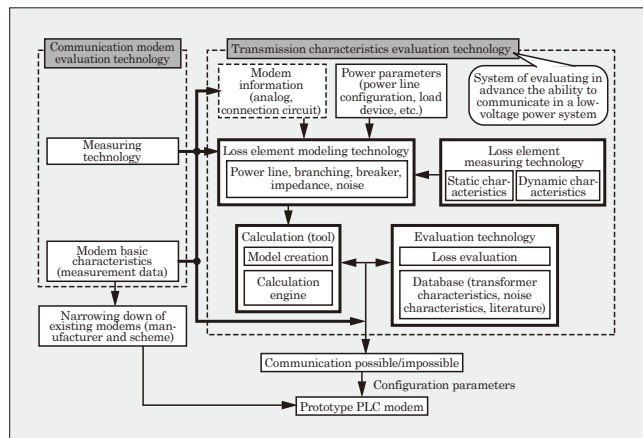 Communication modem
evaluation technology
Transmission characteristics evaluation technology
System of evaluating in
advance the ability to
communicate in a low-
voltage power system
Modem
information
(analog,
connection circuit)
Power parameters
(power line
configuration, load
device, etc.)
Measuring
technology
Loss element modeling technology
Power line, branching, breaker,
impedance, noise
Loss element
measuring technology
Static char-
acteristics
Dynamic char-
acteristics
Modem basic
characteristics
(measurement data)
Calculation (tool)
Model creation
Calculation
engine
Evaluation technology
Loss evaluation
Database (transformer
characteristics, noise
characteristics, literature)
Narrowing down of
existing modems (man-
ufacturer and scheme)
Communication possible/impossible
Configuration parameters
Prototype PLC modem